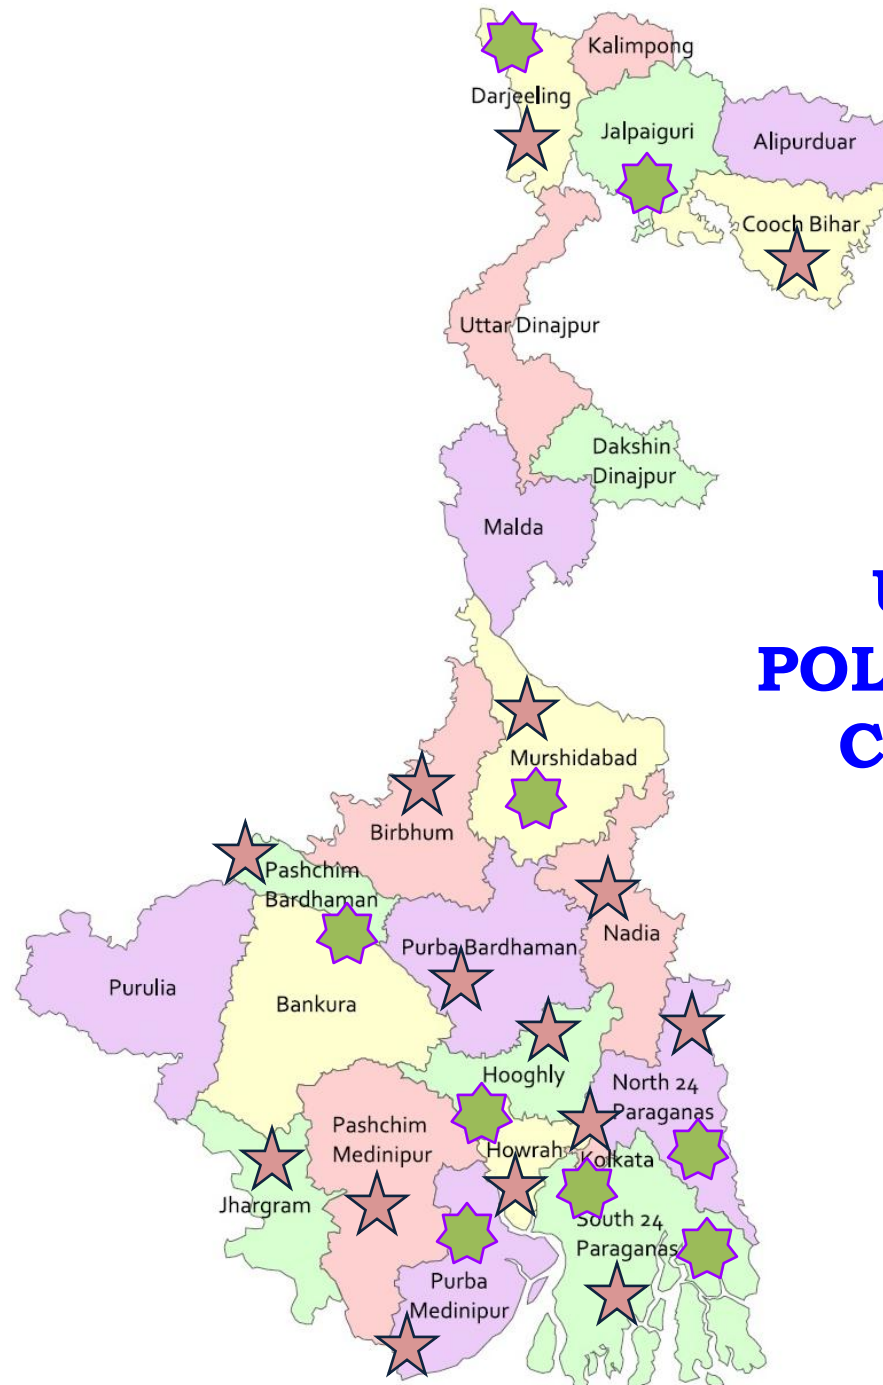 Kalimpong
Darjeeling
Jalpaiguri
Alipurduar
Cooch Bihar
Uttar Dinajpur
Dakshin
Dinajpur
Malda
POL
C
Murshidabad
Birbhum
Pashchim
Bardhaman
Purba Bardhaman
Nadia
Purulia
Bankura
Hooghly
North 24
Paraganas
Pashchim
Medinipur
Howrah
Kolkata
Jhargram
South 24
Paraganas
Purba
Medinipur